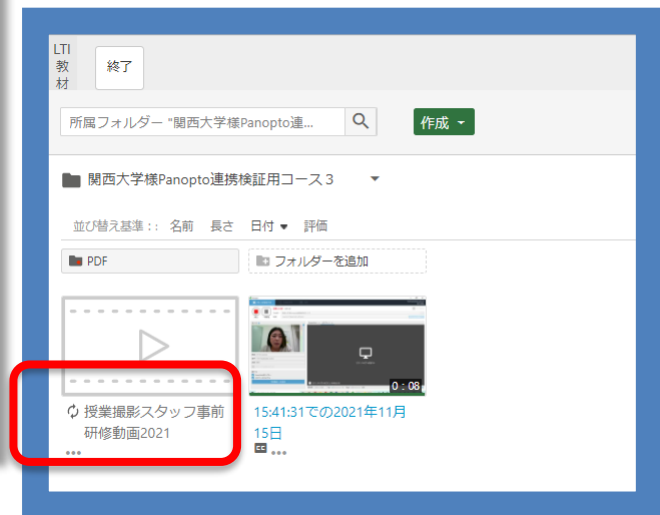 LTI
教
材
終了
所属フォルダー "関西大学様Panopto連...
作成
関西大学様Panopto連携検証用コース3
並び替え基準:: 名前 長さ 日付 ▼ 評価
PDF
フォルダーを追加
0:08
授業撮影スタッフ事前
研修動画2021
...
15:41:31での2021年11月
15日
CC ...